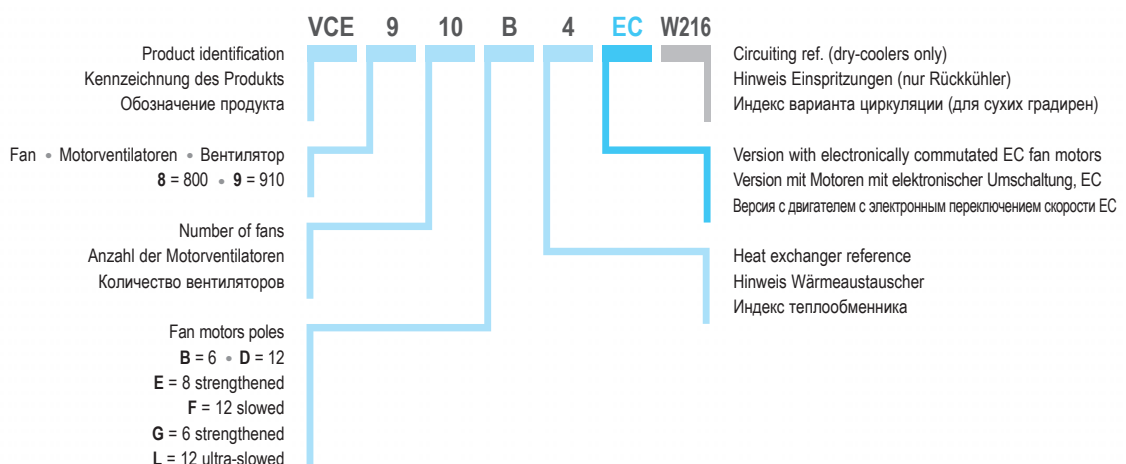 VCE 9 10 B 4 EC W216
Product identification
Kennzeichnung des Produkts
Обозначение продукта
Fan • Motorventilatoren • Вентилятор
8 = 800 • 9 = 910
Number of fans
Anzahl der Motorventilatoren
Количество вентиляторов
Fan motors poles
B = 6 • D = 12
E = 8 strengthened
F = 12 slowed
G = 6 strengthened
L = 12 ultra-slowed
Circuiting ref. (dry-coolers only)
Hinweis Einspritzungen (nur Rückkühler)
Индекс варианта циркуляции (для сухих градирен)
Version with electronically commutated EC fan motors
Version mit Motoren mit elektronischer Umschaltung, EC
Версия с двигателем с электронным переключением скорости ЕС
Heat exchanger reference
Hinweis Wärmeaustauscher
Индекс теплообменника